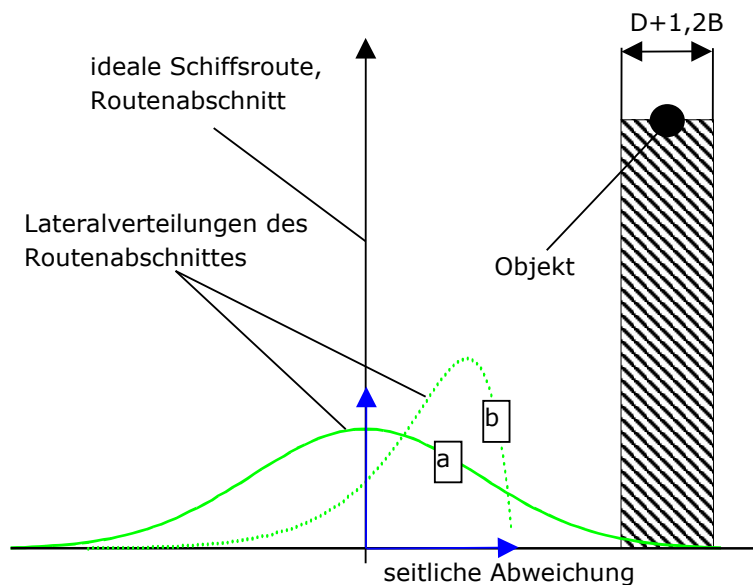 D+1,2B
ideale Schiffsroute,
Routenabschnitt
Lateralverteilungen des
Routenabschnittes
Objekt
b
a
seitliche Abweichung